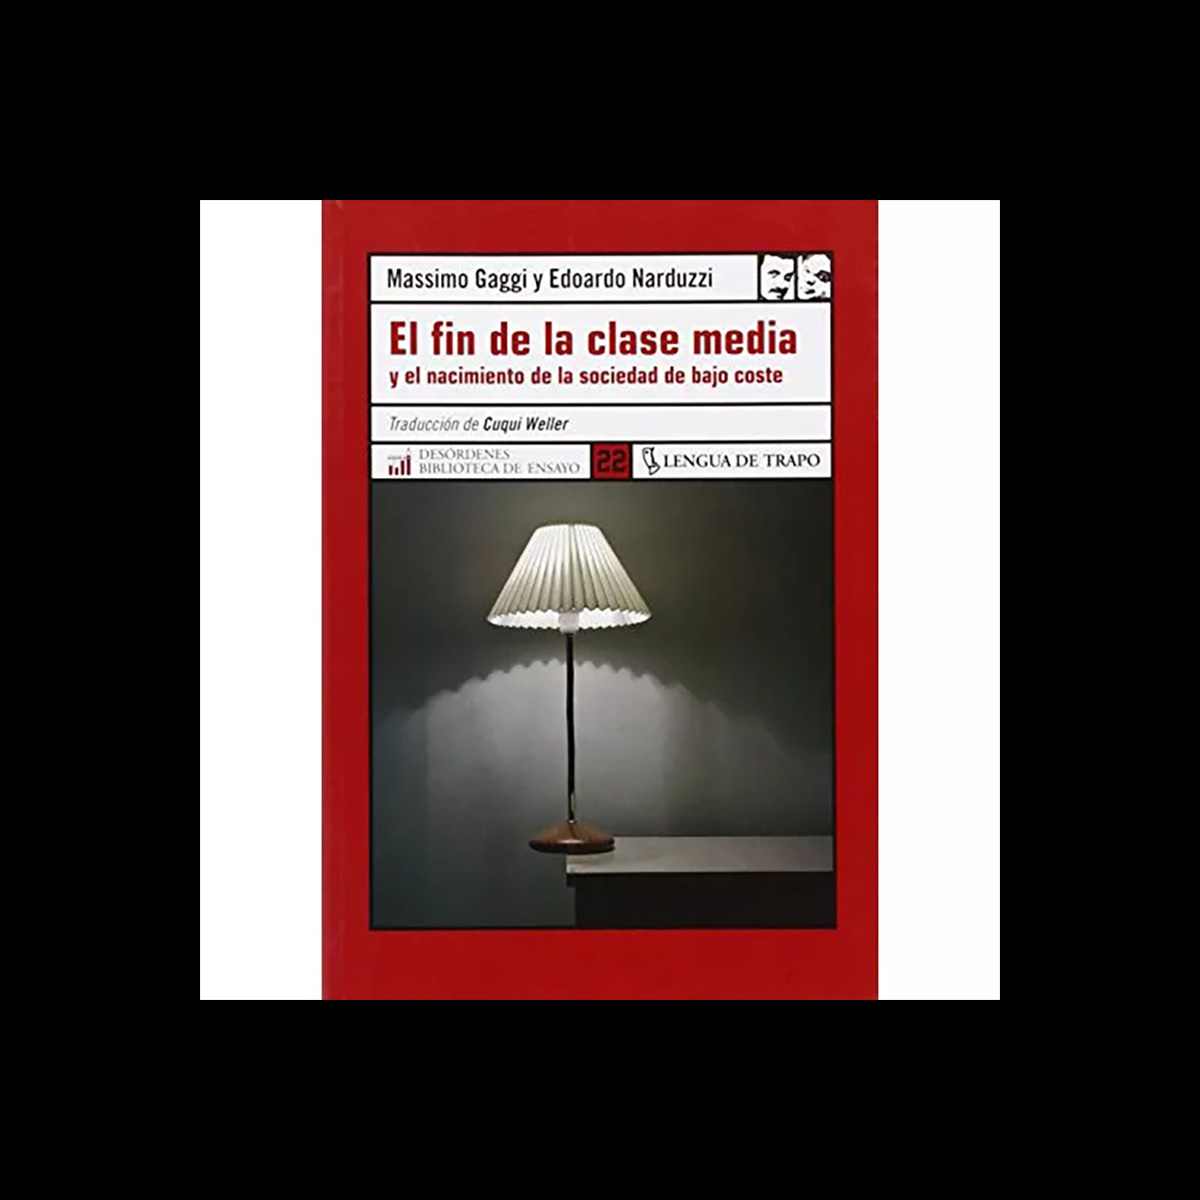 Massimo Gaggi y Edoardo Narduzzi
El fin de la clase media
y el nacimiento de la sociedad de bajo coste
Traducción de Cuqui Weller
DESÓRDENES
BIBLIOTECA DE ENSAYO
22
LENGUA DE TRAPO